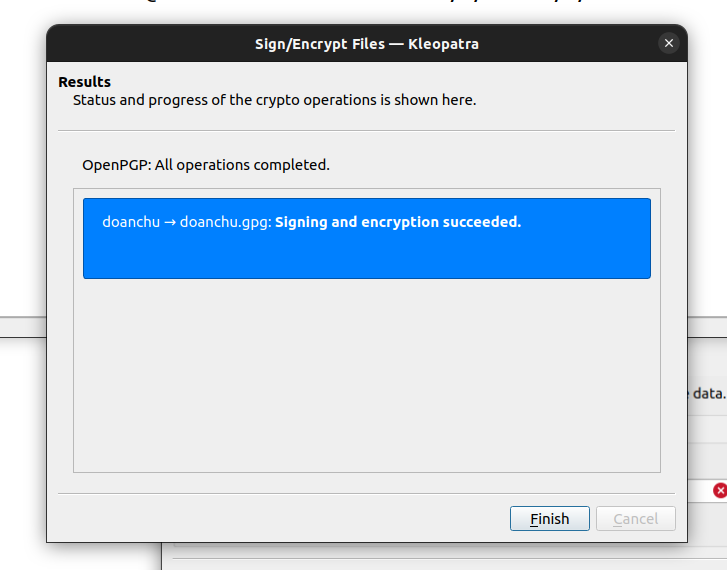 Sign/Encrypt Files — Kleopatra
Results
Status and progress of the crypto operations is shown here.
OpenPGP: All operations completed.
doanchu → doanchu.gpg: Signing and encryption succeeded.
data.
Finish
Cancel